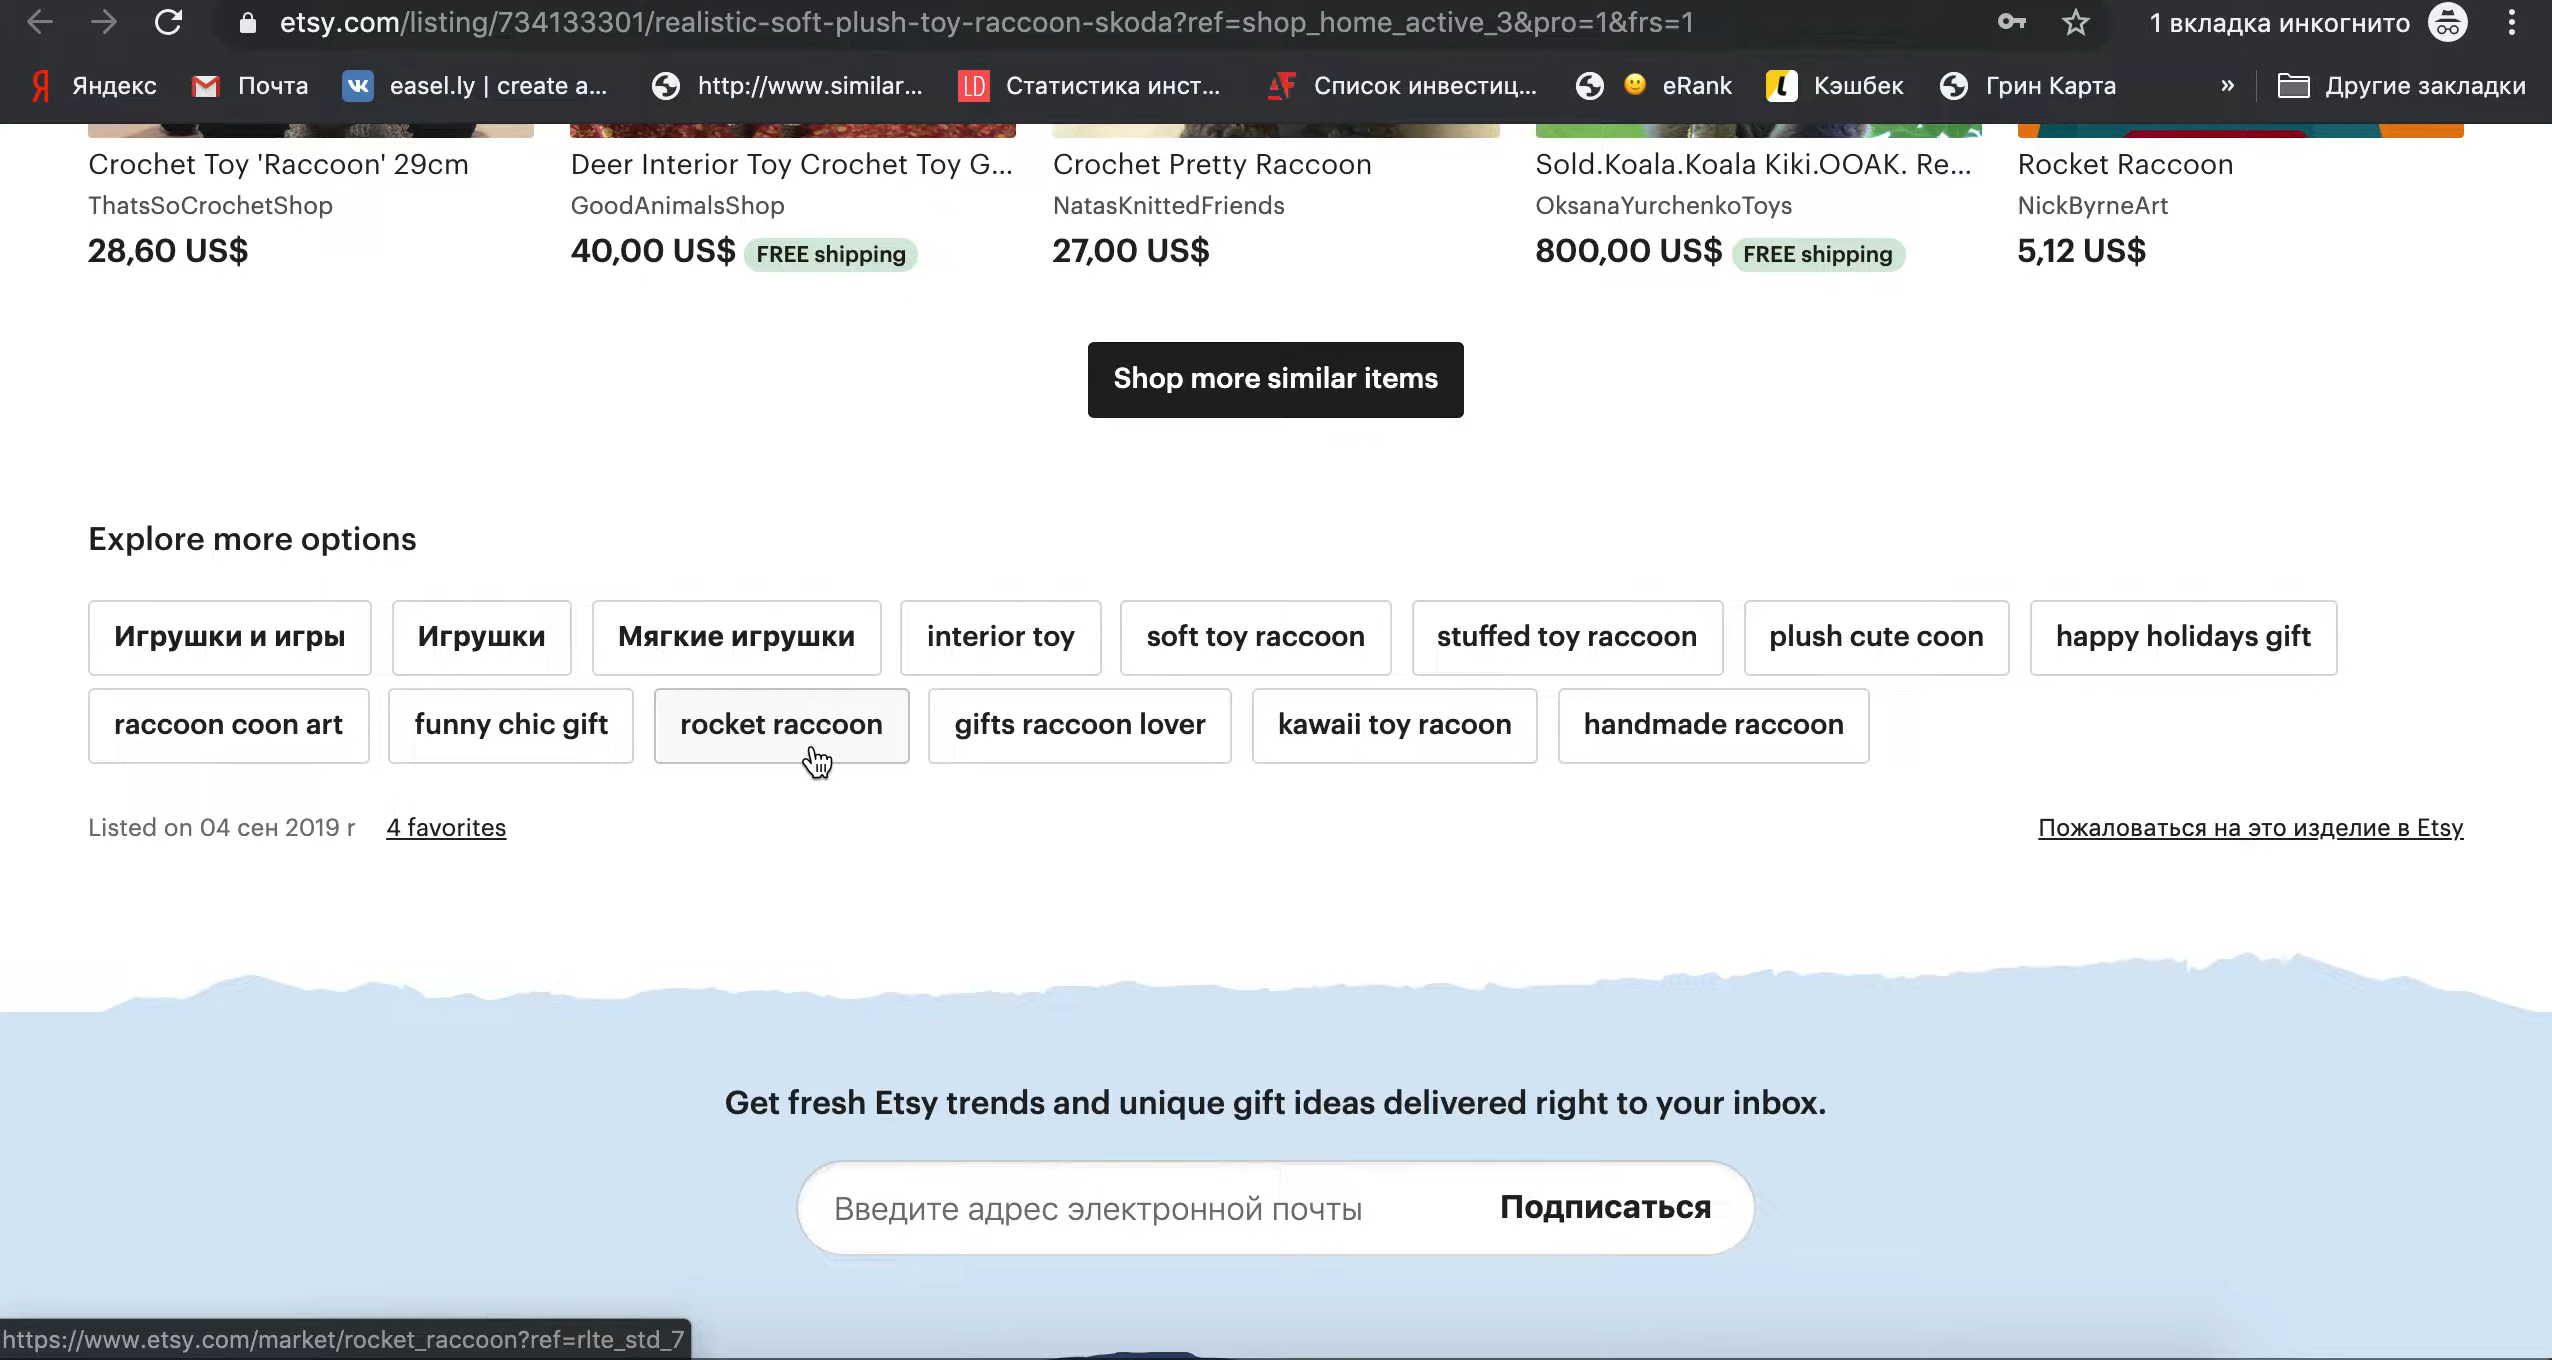 etsy.com/listing/734133301/realistic-soft-plush-toy-raccoon-skoda?ref=shop_home_active_3&pro=1&frs=1 1 вкладка инкогнито
Яндекс Почта easel.ly | create a... http://www.similar... LD Статистика инст... Список инвестиц... eRank Кэшбек Грин Карта » Другие закладки
Crochet Toy 'Raccoon' 29cm Deer Interior Toy Crochet Toy G... Crochet Pretty Raccoon Sold.Koala.Koala Kiki.OOAK. Re... Rocket Raccoon
ThatsSoCrochetShop GoodAnimalsShop NatasKnittedFriends OksanaYurchenkoToys NickByrneArt
28,60 US$ 40,00 US$ FREE shipping 27,00 US$ 800,00 US$ FREE shipping 5,12 US$
Shop more similar items
Explore more options
Игрушки и игры Игрушки Мягкие игрушки interior toy soft toy raccoon stuffed toy raccoon plush cute coon happy holidays gift
raccoon coon art funny chic gift rocket raccoon gifts raccoon lover kawaii toy racoon handmade raccoon
Listed on 04 сен 2019 г 4 favorites Пожаловаться на это изделие в Etsy
Get fresh Etsy trends and unique gift ideas delivered right to your inbox.
Введите адрес электронной почты Подписаться
https://www.etsy.com/market/rocket_raccoon?ref=rlte_std_7